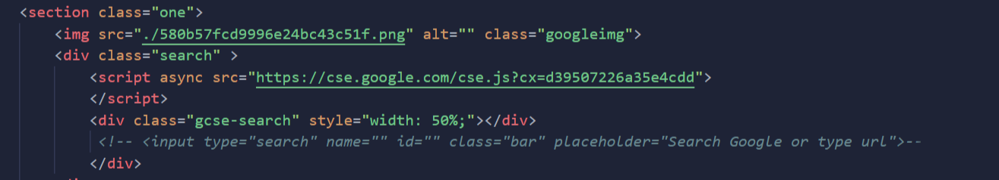 <section class="one">
<img src="./580b57fcd9996e24bc43c51f.png" alt="" class="googleimg">
<div class="search" >
<script async src="https://cse.google.com/cse.js?cx=d39507226a35e4cdd">
</script>
<div class="gcse-search" style="width: 50%;"></div>
<!-- <input type="search" name="" id="" class="bar" placeholder="Search Google or type url">--
</div>